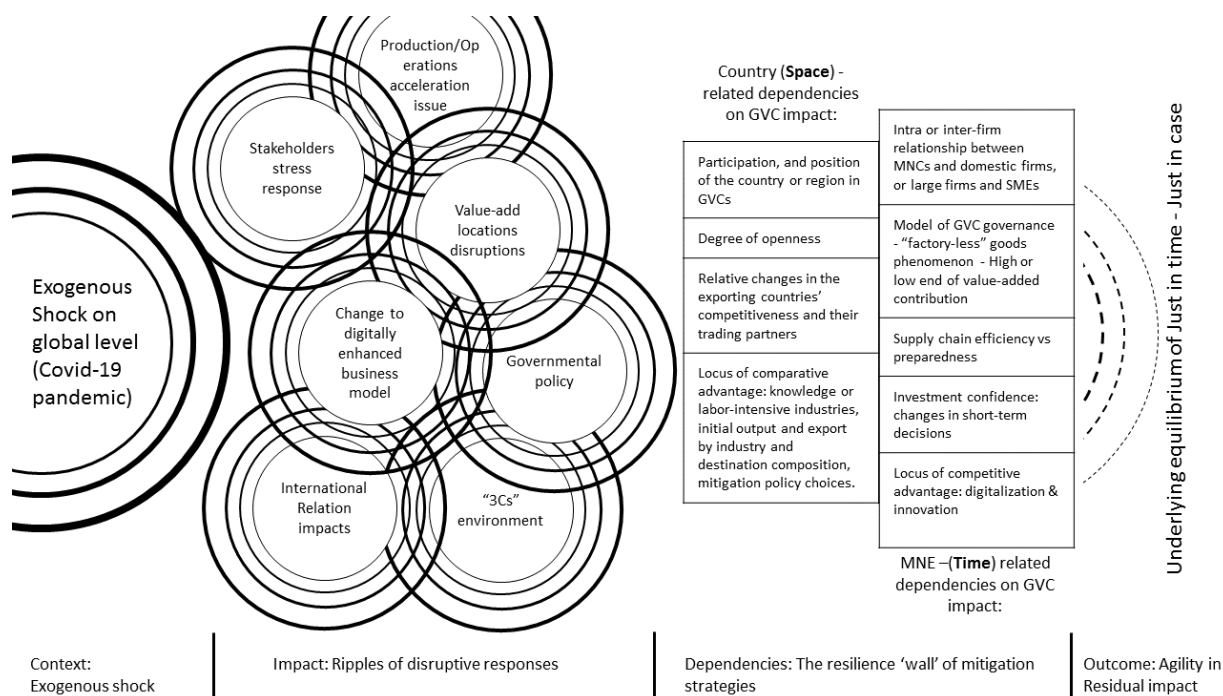 Exogenous
Shock on
global level
(Covid-19
pandemic)
Production/Op
erations
acceleration
issue
Stakeholders
stress
response
Value-add
locations
disruptions
Change to
digitally
enhanced
business
model
Governmental
policy
International
Relation
impacts
“3Cs”
environment
Country (Space) -
related dependencies
on GVC impact:
Participation, and position
of the country or region in
GVCs
Degree of openness
Relative changes in the
exporting countries’
competitiveness and their
trading partners
Locus of comparative
advantage: knowledge or
labor-intensive industries,
initial output and export
by industry and
destination composition,
mitigation policy choices.
Intra or inter-firm
relationship between
MNCs and domestic firms,
or large firms and SMEs
Model of GVC governance
- “factory-less” goods
phenomenon - High or
low end of value-added
contribution
Supply chain efficiency vs
preparedness
Investment confidence:
changes in short-term
decisions
Locus of competitive
advantage: digitalization &
innovation
MNE –(Time) related
dependencies on GVC
impact:
Underlying equilibrium of Just in time - Just in case
Context:
Exogenous shock
Impact: Ripples of disruptive responses
Dependencies: The resilience ‘wall’ of mitigation
strategies
Outcome: Agility in
Residual impact